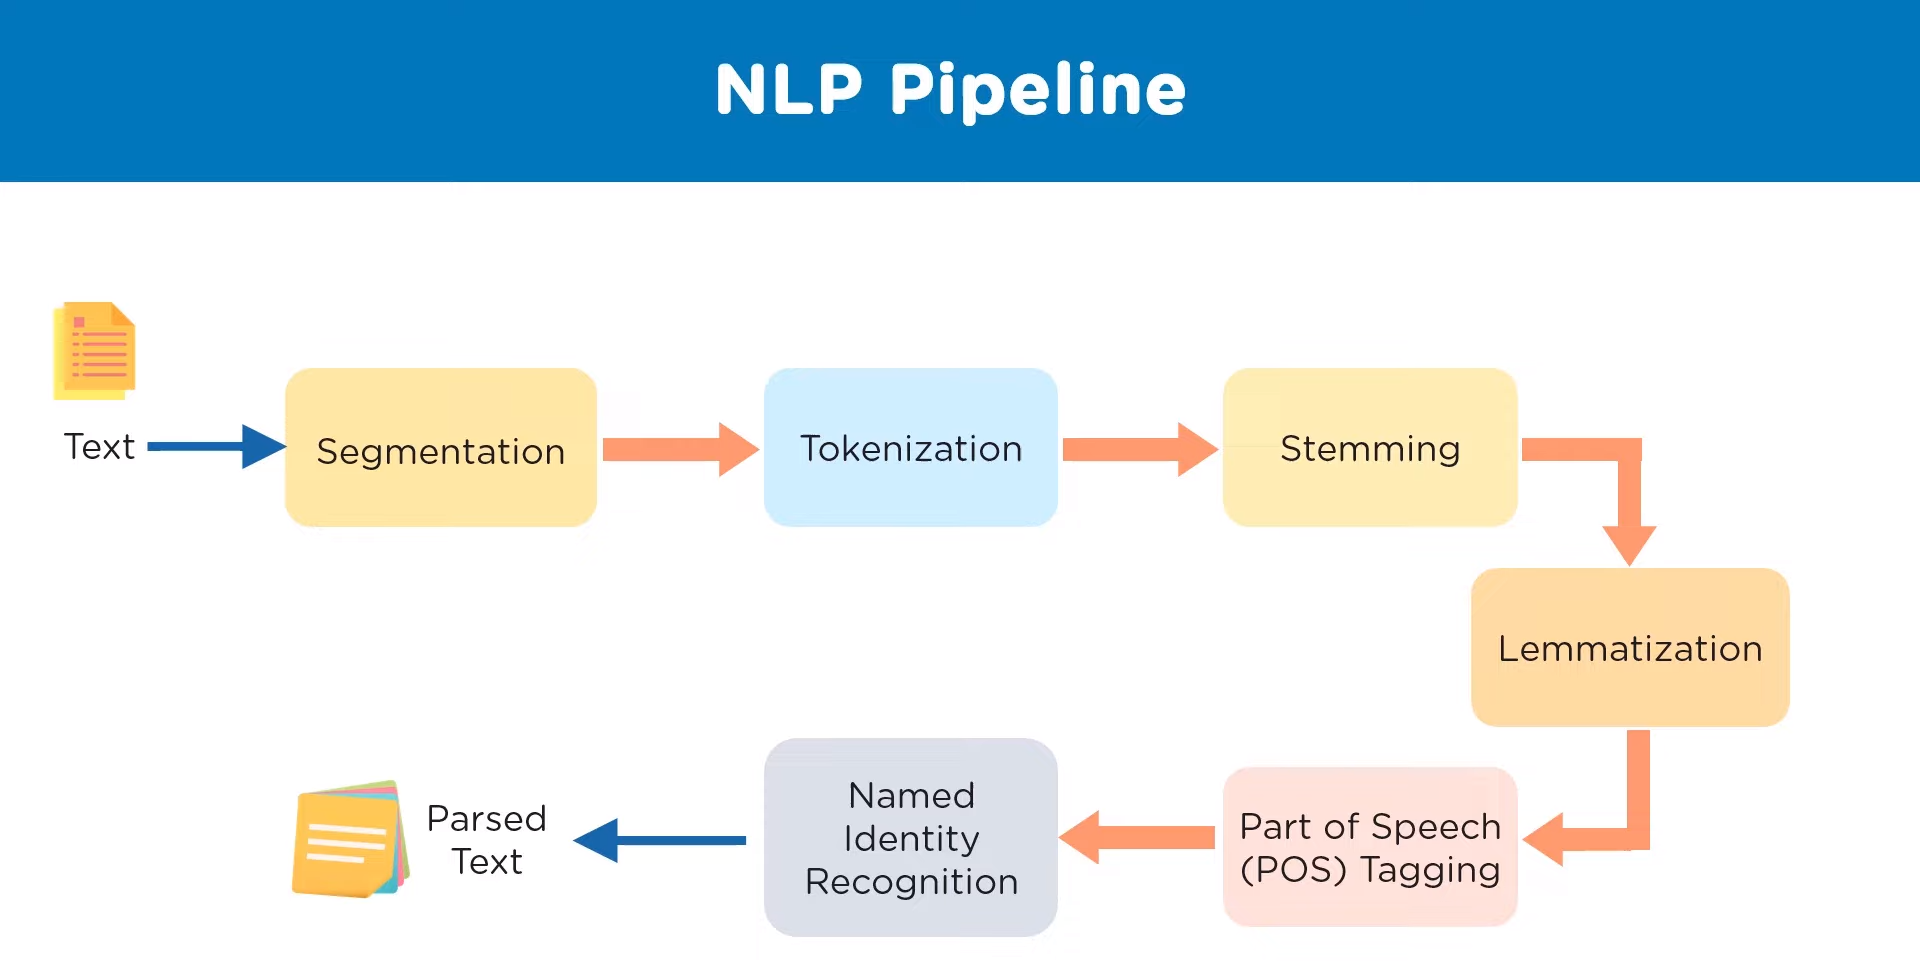 NLP Pipeline
Text
Segmentation
Tokenization
Stemming
Lemmatization
Part of Speech
(POS) Tagging
Named
Identity
Recognition
Parsed
Text